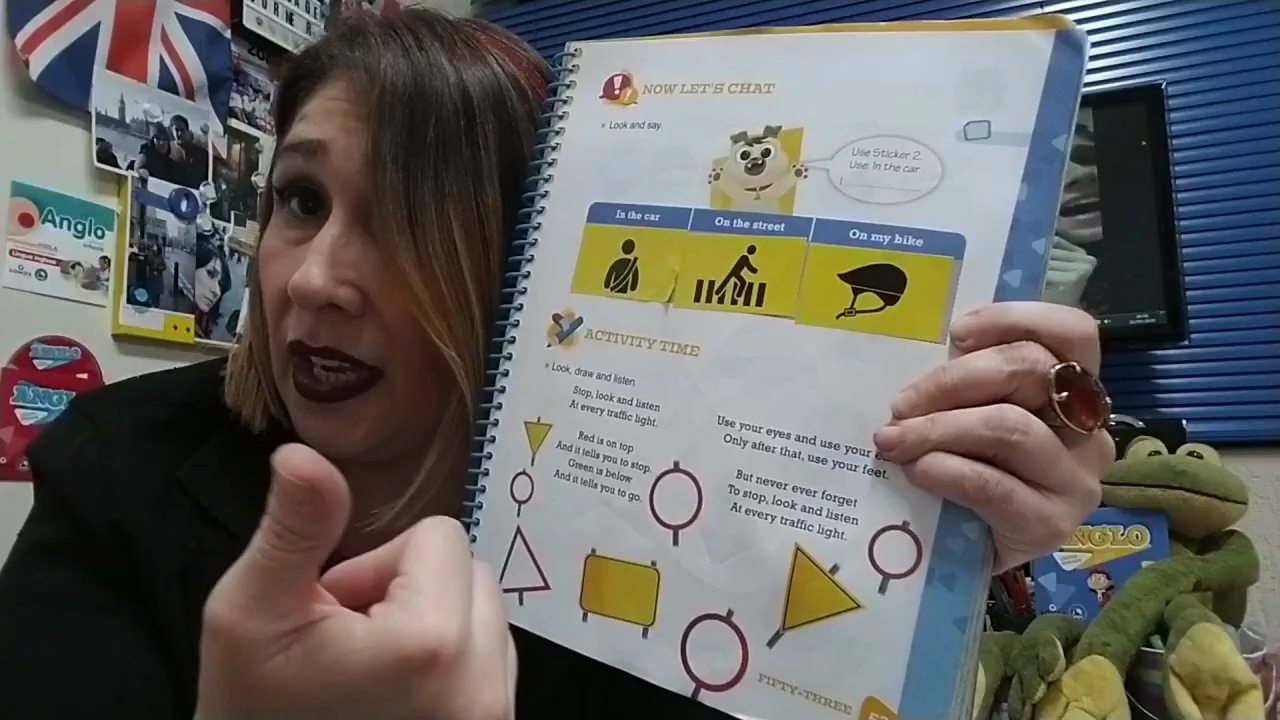 NOW LET'S CHAT
Look and say.
Use Sticker 2.
Use: In the car
I
In the car
On the street
On my bike
ACTIVITY TIME
Look, draw and listen.
Stop, look and listen
At every traffic light.
Red is on top
And it tells you to stop.
Green is below
And it tells you to go.
Use your eyes and use your
Only after that, use your feet.
But never ever forget
To stop, look and listen
At every traffic light.
FIFTY-THREE
Anglo
Língua Inglesa
ANGLO
ANGLO